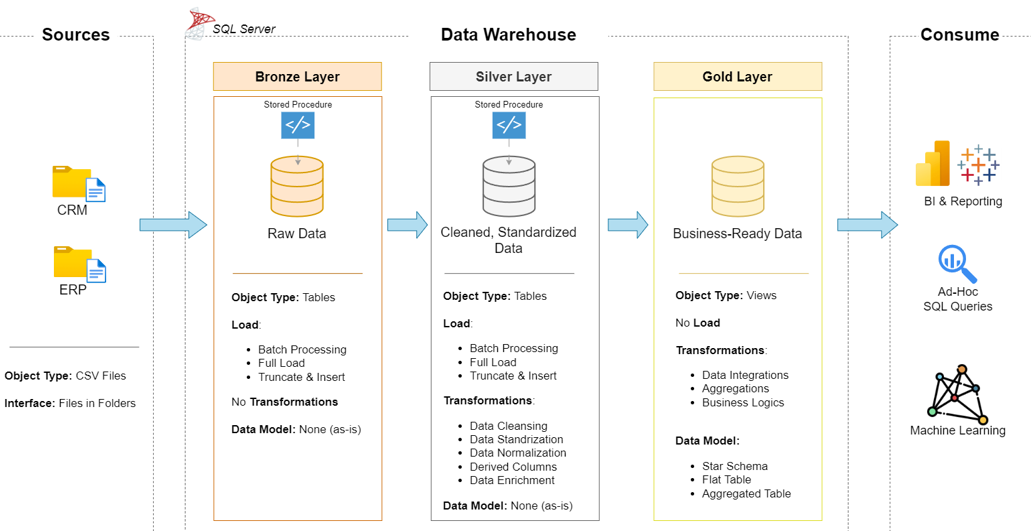 Sources
CRM
ERP
Object Type: CSV Files
Interface: Files in Folders
SQL Server
Data Warehouse
Bronze Layer
Stored Procedure
</>
Raw Data
Object Type: Tables
Load:
• Batch Processing
• Full Load
• Truncate & Insert
No Transformations
Data Model: None (as-is)
Silver Layer
Stored Procedure
</>
Cleaned, Standardized
Data
Object Type: Tables
Load:
• Batch Processing
• Full Load
• Truncate & Insert
Transformations:
• Data Cleansing
• Data Standrization
• Data Normalization
• Derived Columns
• Data Enrichment
Data Model: None (as-is)
Gold Layer
Business-Ready Data
Object Type: Views
No Load
Transformations:
• Data Integrations
• Aggregations
• Business Logics
Data Model:
• Star Schema
• Flat Table
• Aggregated Table
Consume
BI & Reporting
Ad-Hoc
SQL Queries
Machine Learning